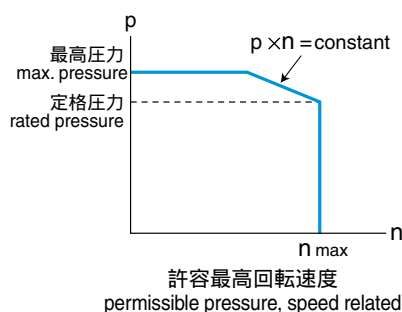 p
p ×n = constant
最高圧力
max. pressure
定格圧力
rated pressure
n
n max
許容最高回転速度
permissible pressure, speed related